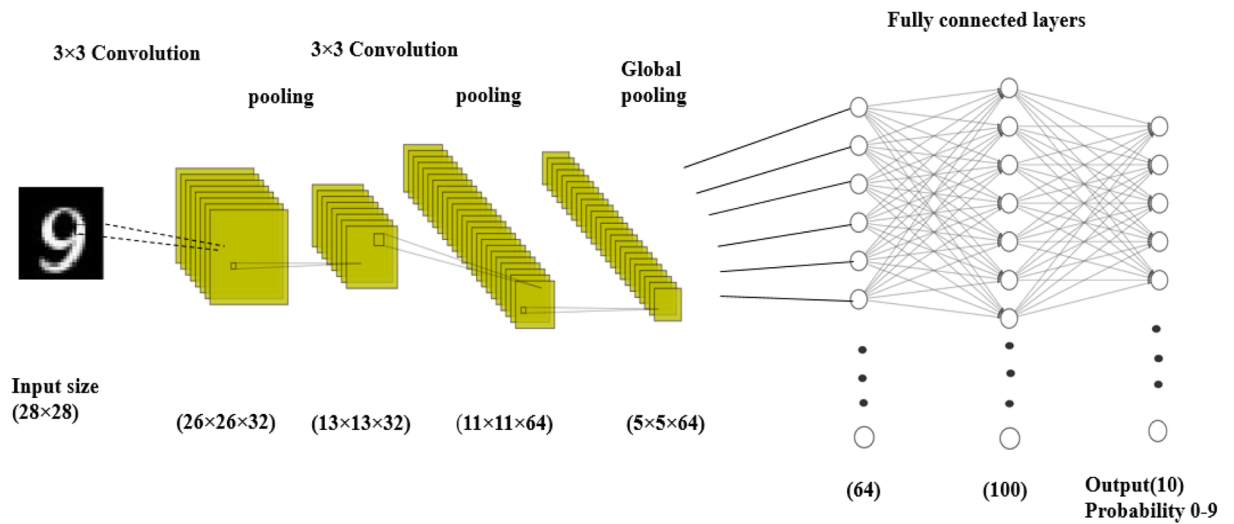 Fully connected layers
3×3 Convolution
3×3 Convolution
Global
pooling
pooling
pooling
9
Input size
(28×28)
(26×26×32)
(13×13×32)
(11×11×64)
(5×5×64)
(64)
(100)
Output(10)
Probability 0-9